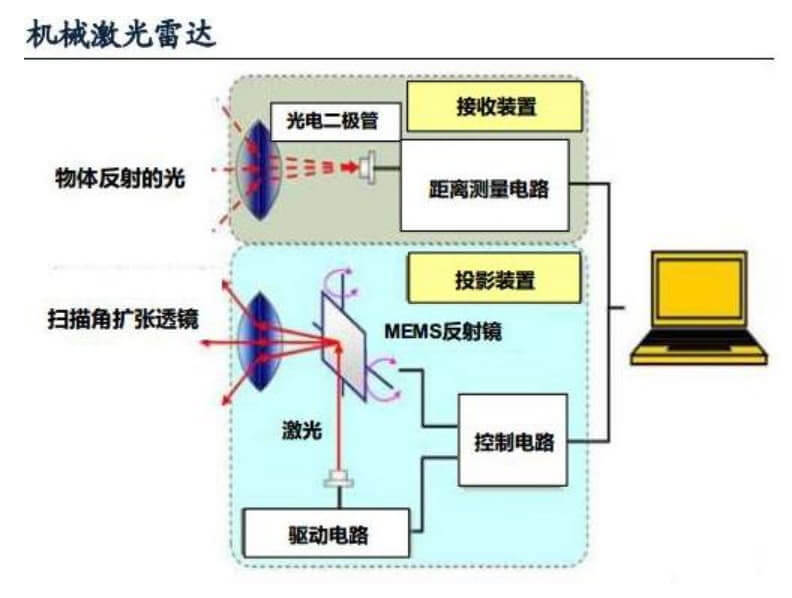 机械激光雷达
接收装置
光电二极管
物体反射的光
距离测量电路
投影装置
扫描角扩张透镜
MEMS反射镜
激光
控制电路
驱动电路